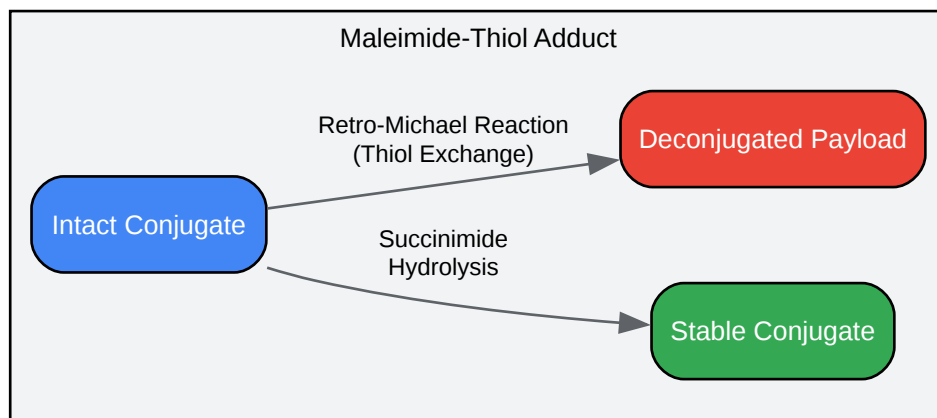 Maleimide-Thiol Adduct
Retro-Michael Reaction
(Thiol Exchange)
Deconjugated Payload
Intact Conjugate
Succinimide
Hydrolysis
Stable Conjugate